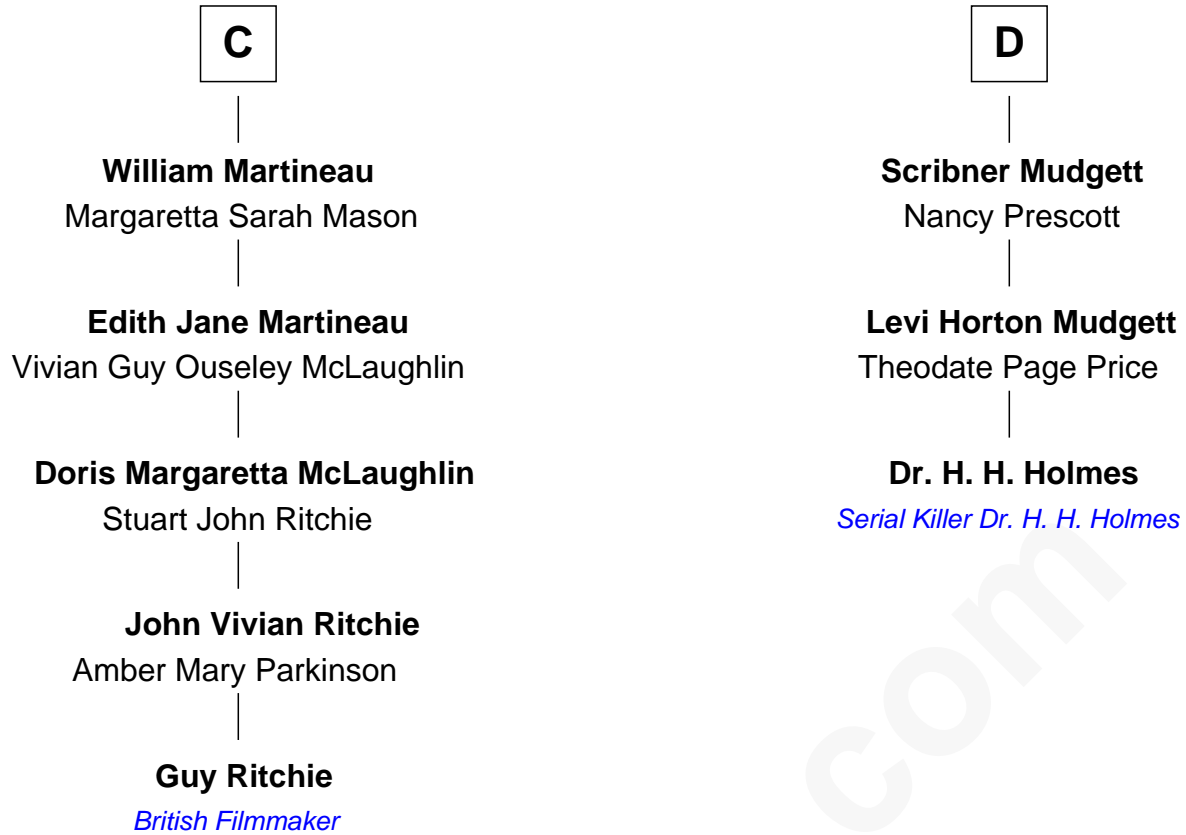 C
William Martineau
Margaretta Sarah Mason
Edith Jane Martineau
Vivian Guy Ouseley McLaughlin
Doris Margaretta McLaughlin
Stuart John Ritchie
John Vivian Ritchie
Amber Mary Parkinson
Guy Ritchie
British Filmmaker
D
Scribner Mudgett
Nancy Prescott
Levi Horton Mudgett
Theodate Page Price
Dr. H. H. Holmes
Serial Killer Dr. H. H. Holmes
com